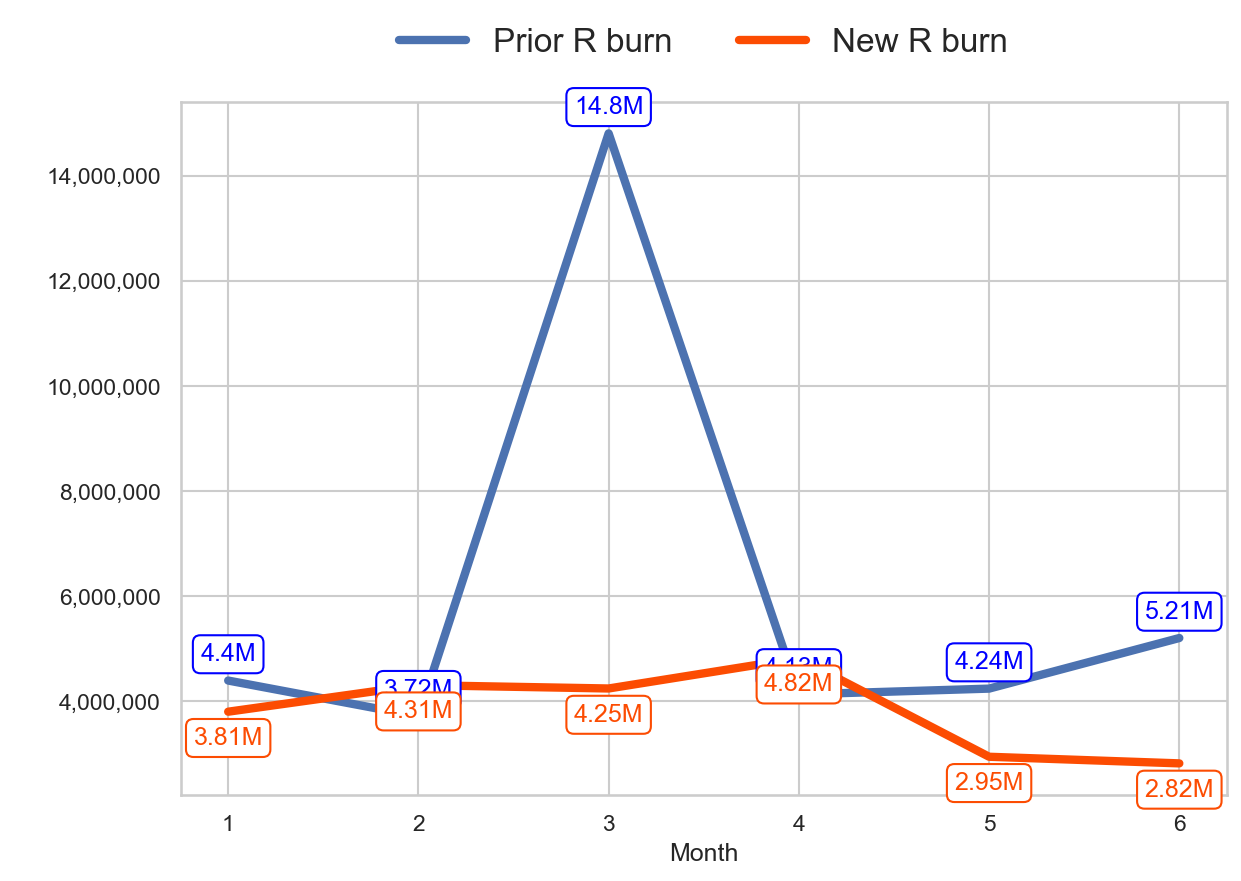 Prior R burn New R burn
14.8M
14,000,000
12,000,000
10,000,000
8,000,000
6,000,000
5.21M
4.4M
4.24M
4.13M
3.72M
4.82M
4,000,000
4.31M
4.25M
3.81M
2.95M
2.82M
1 2 3 4 5 6
Month